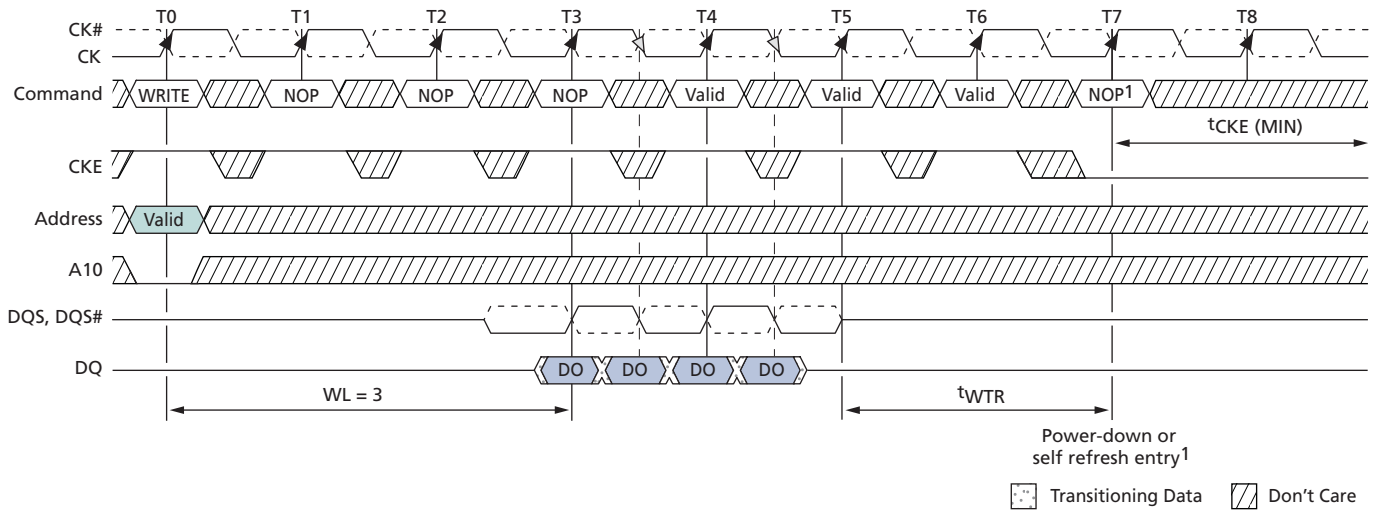 T0 T1 T2 T3 T4 T5 T6 T7 T8
CK#
CK
Command WRITE NOP NOP NOP Valid Valid Valid NOP1
tCKE (MIN)
CKE
Address Valid
A10
DQS, DQS#
DQ DO DO DO DO
WL = 3 tWTR
Power-down or
self refresh entry1
Transitioning Data Don't Care